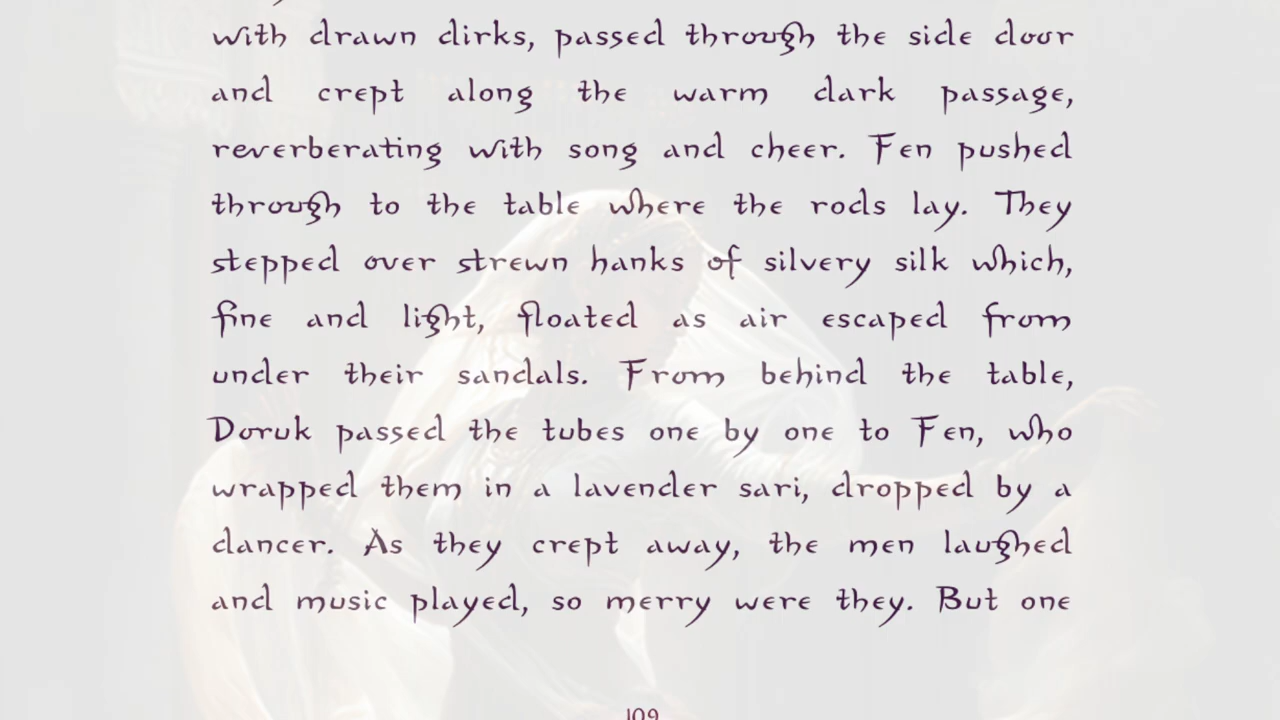 with drawn dirks, passed through the side door
and crept along the warm dark passage,
reverberating with song and cheer. Fen pushed
through to the table where the rods lay. They
stepped over strewn hanks of silvery silk which,
fine and light, floated as air escaped from
under their sandals. From behind the table,
Doruk passed the tubes one by one to Fen, who
wrapped them in a lavender sari, dropped by a
dancer. As they crept away, the men laughed
and music played, so merry were they. But one
109